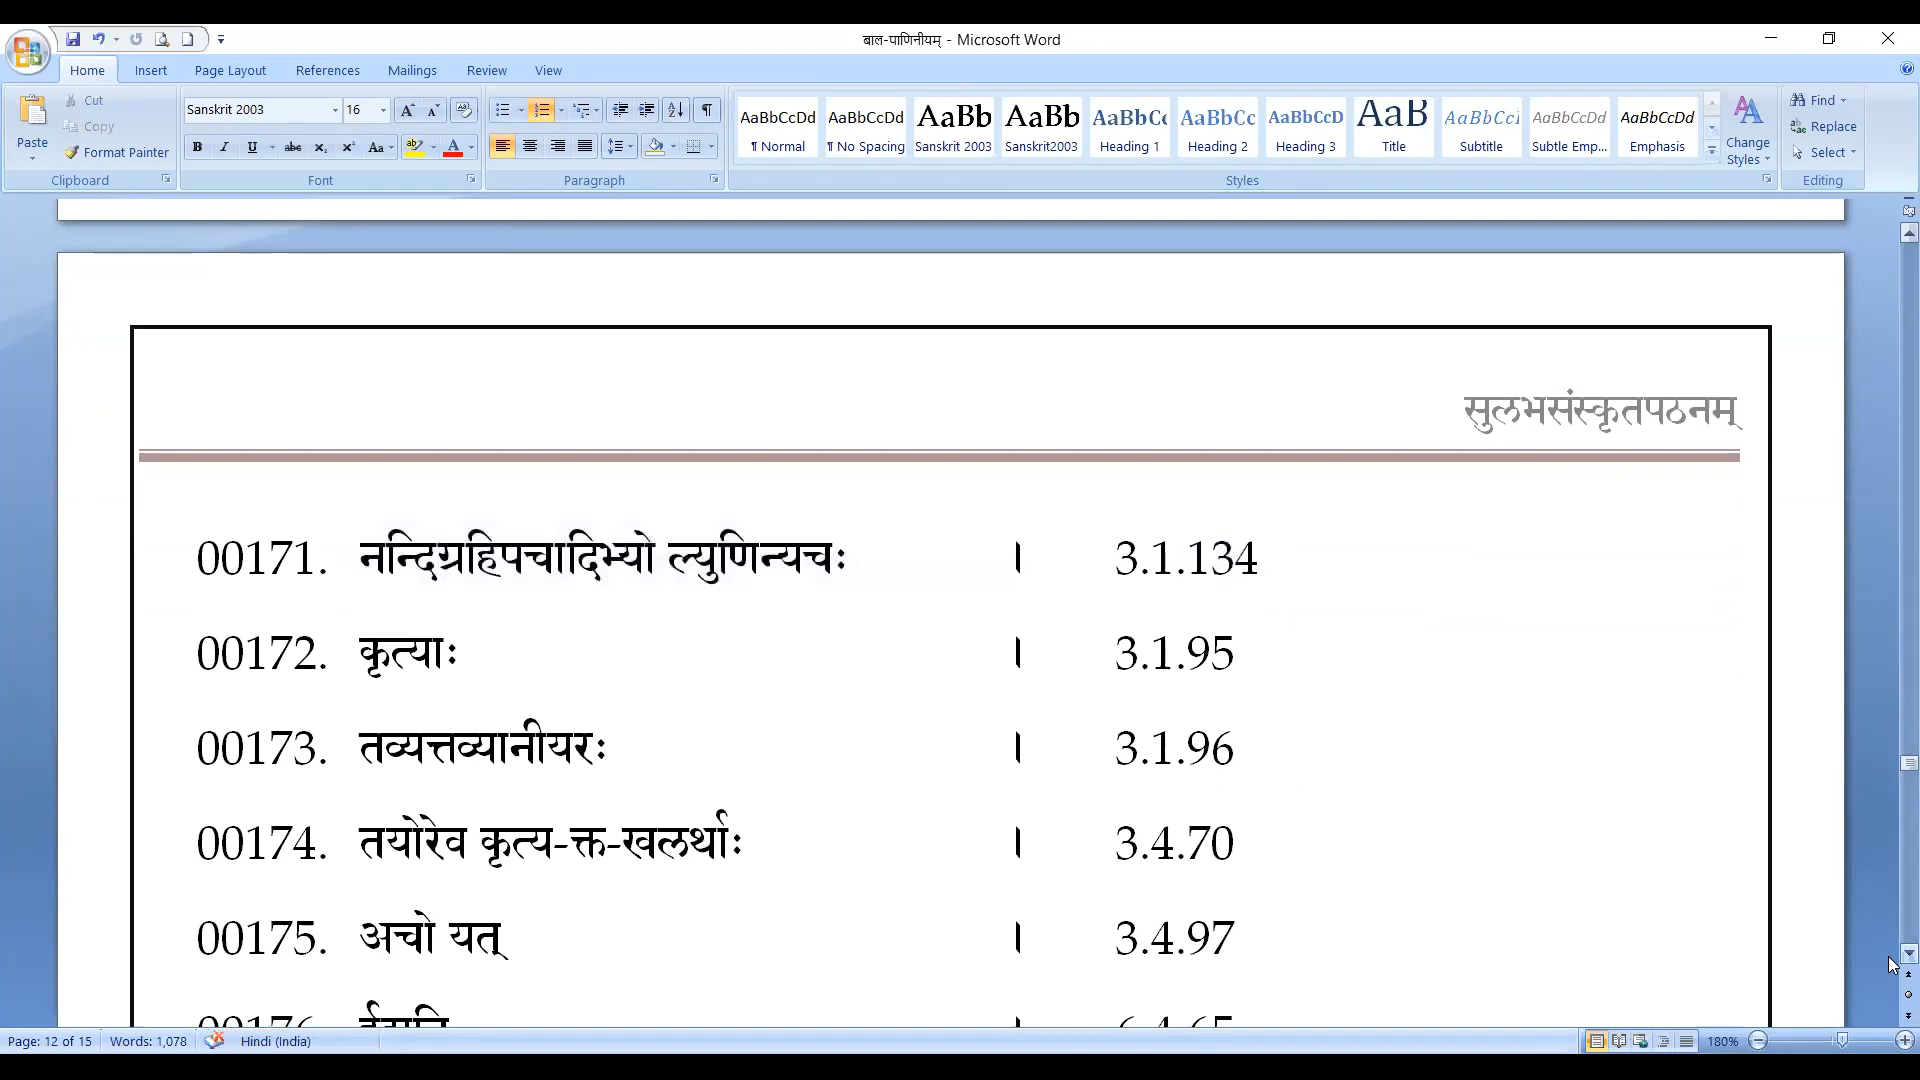 बाल-पाणिनीयम् - Microsoft Word
Home Insert Page Layout References Mailings Review View
Paste Cut Copy Format Painter Clipboard
Sanskrit 2003 16 Font
Paragraph
AaBbCcDd AaBbCcDd AaBb AaBb AaBbCc AaBbCc AaBbCcD AaB AaBbCcI AaBbCcDd AaBbCcDd
¶ Normal ¶ No Spacing Sanskrit 2003 Sanskrit2003 Heading 1 Heading 2 Heading 3 Title Subtitle Subtle Emp... Emphasis
Change Styles Styles
Find Replace Select Editing
सुलभसंस्कृतपठनम्
00171. नन्दिग्रहिपचादिभ्यो ल्युणिन्यचः । 3.1.134
00172. कृत्याः । 3.1.95
00173. तव्यत्तव्यानीयरः । 3.1.96
00174. तयोरेव कृत्य-क्त-खलर्थाः । 3.4.70
00175. अचो यत् । 3.4.97
Page: 12 of 15 Words: 1,078 Hindi (India) 180%